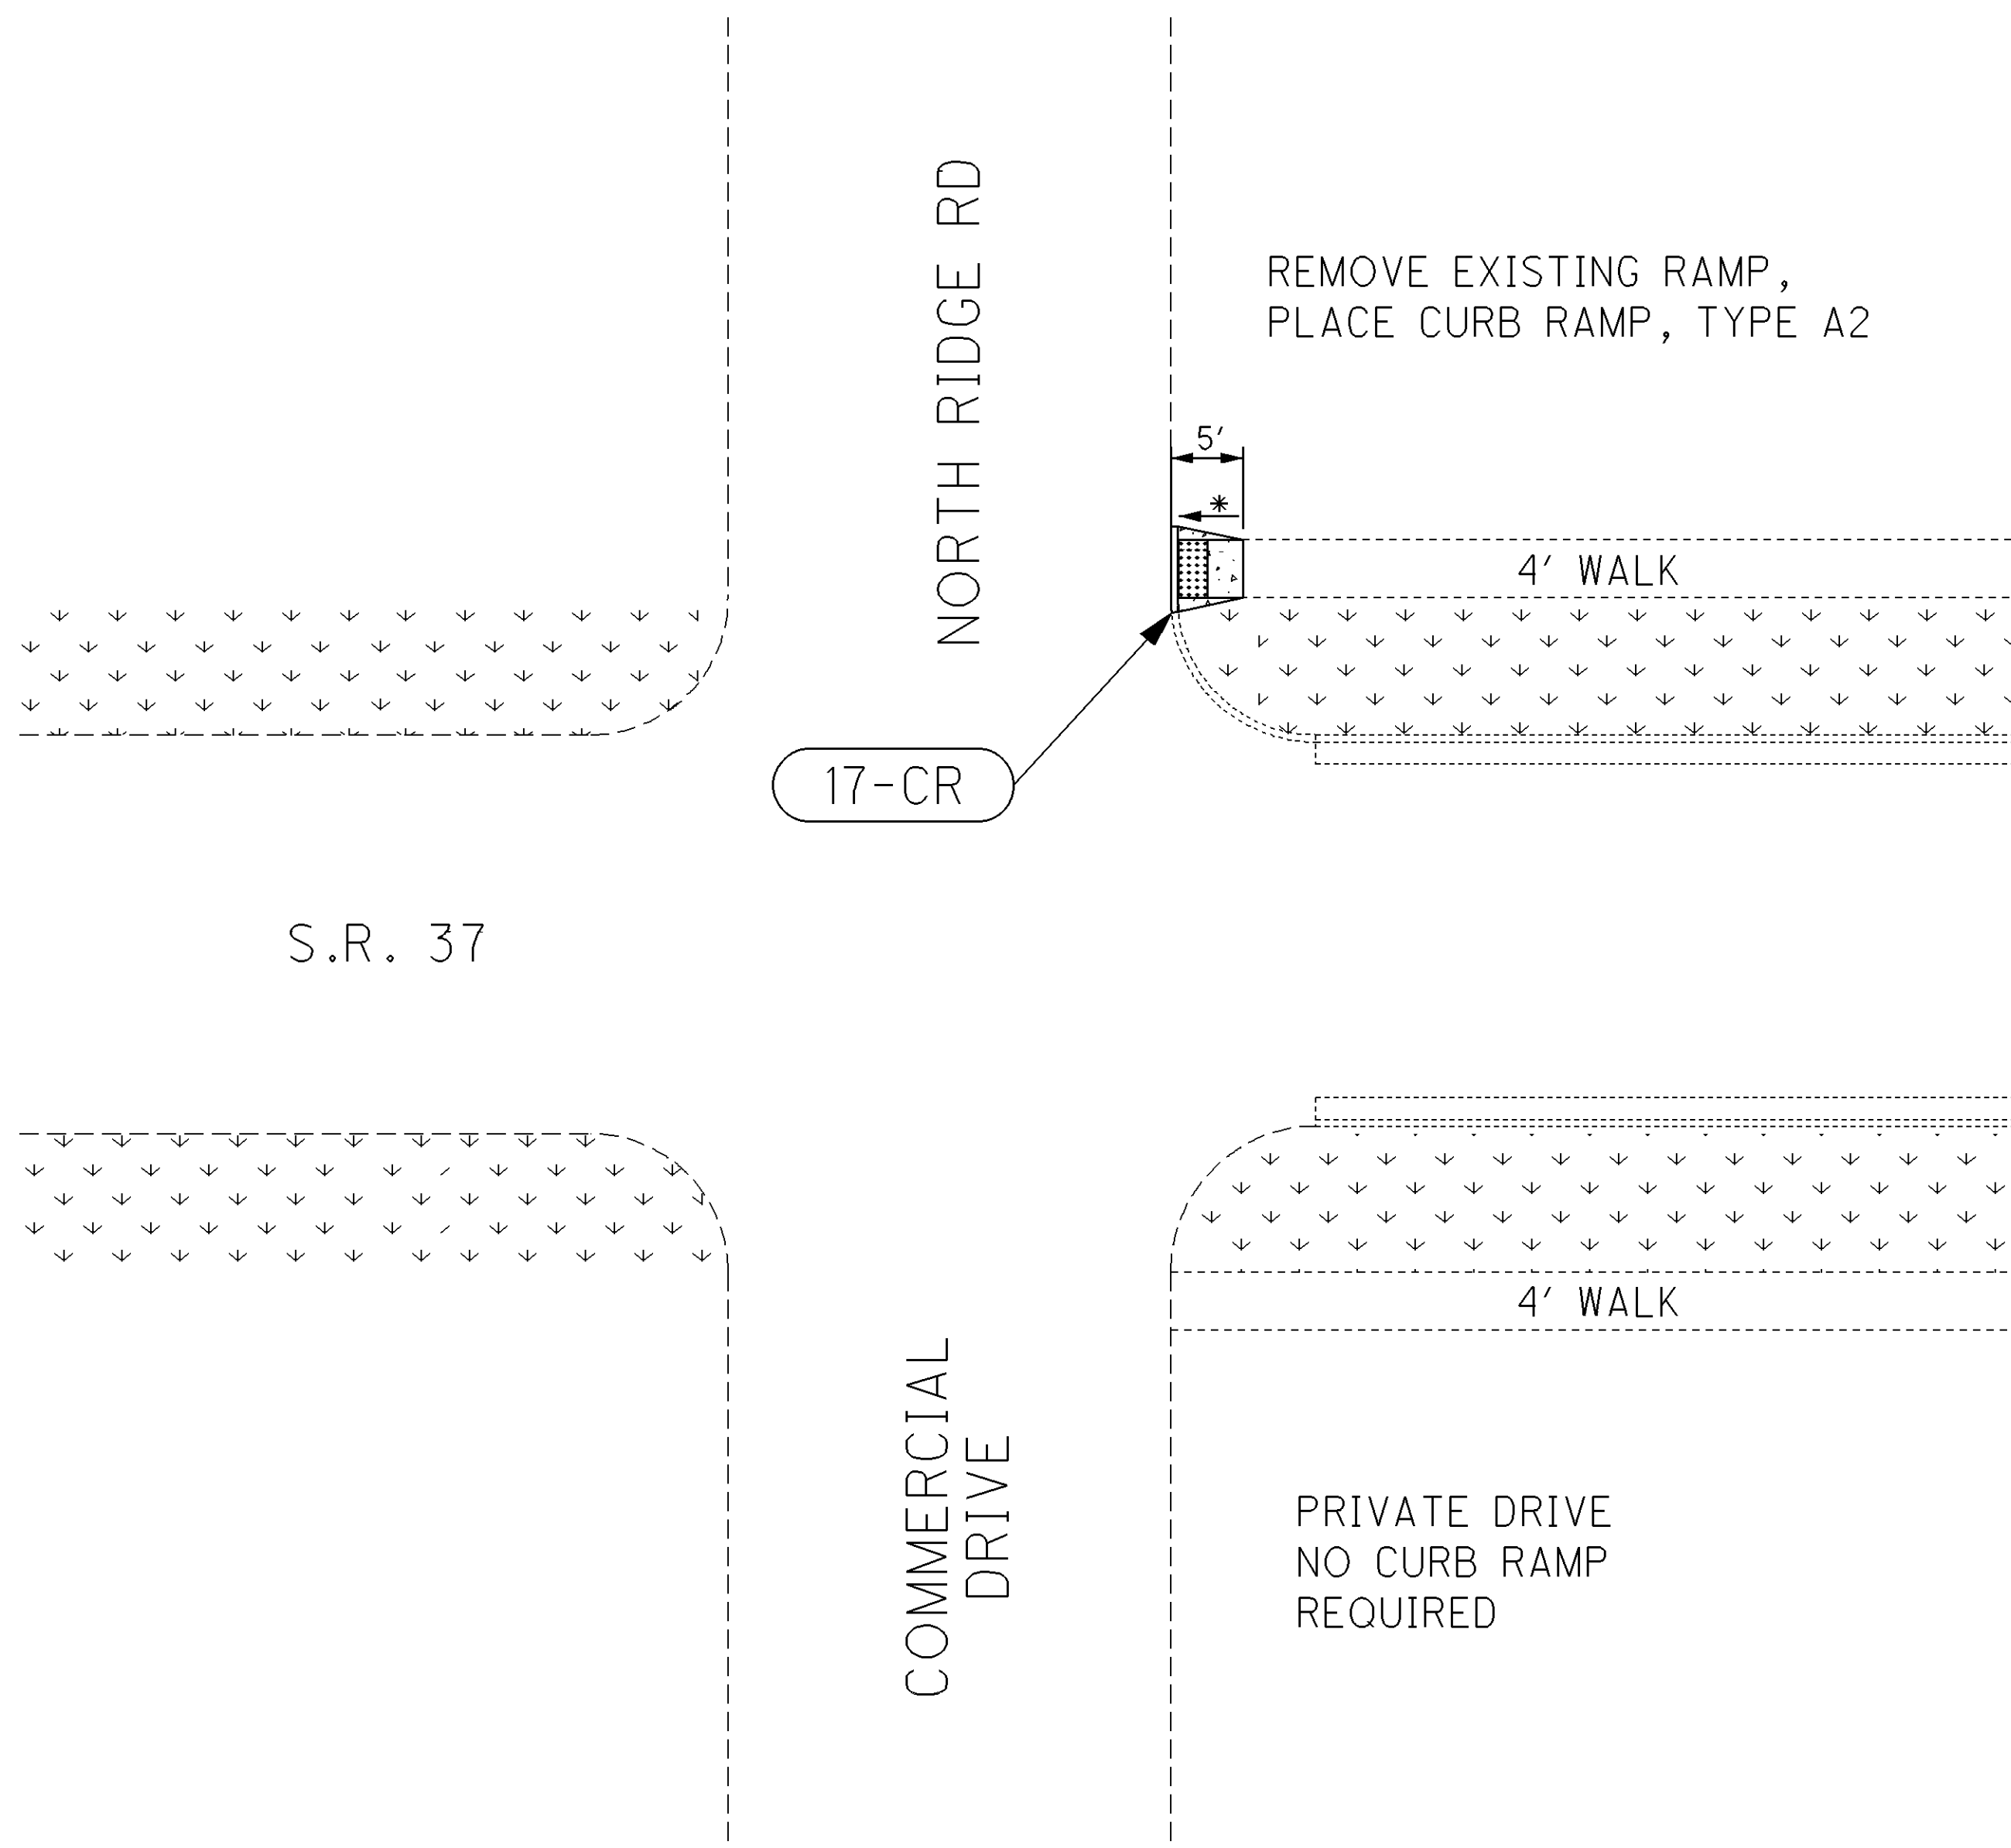 NORTH RIDGE RD
REMOVE EXISTING RAMP,
PLACE CURB RAMP, TYPE A2
5'
*
4' WALK
17-CR
S.R. 37
4' WALK
COMMERCIAL
DRIVE
PRIVATE DRIVE
NO CURB RAMP
REQUIRED